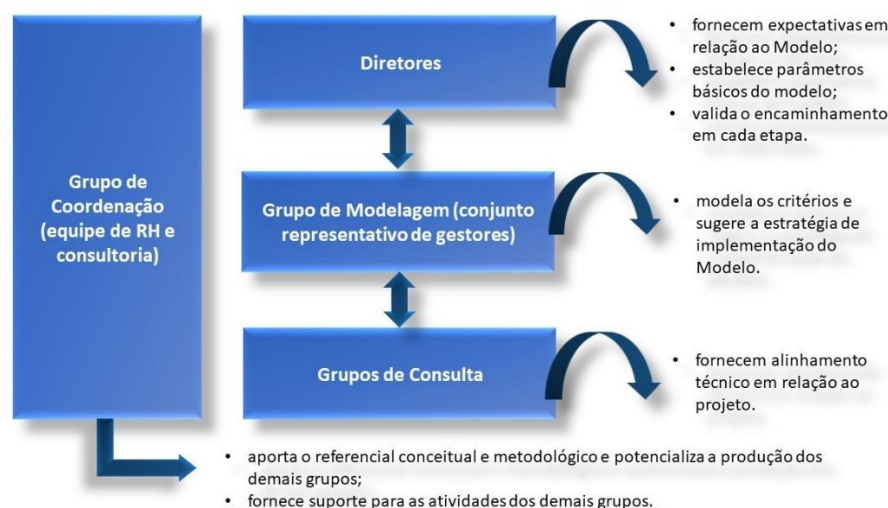 Grupo de
Coordenação
(equipe de RH e
consultoria)
Diretores
• fornecem expectativas em
relação ao Modelo;
• estabelece parâmetros
básicos do modelo;
• valida o encaminhamento
em cada etapa.
Grupo de Modelagem (conjunto
representativo de gestores)
• modela os critérios e
sugere a estratégia de
implementação do
Modelo.
Grupos de Consulta
• fornecem alinhamento
técnico em relação ao
projeto.
• aporta o referencial conceitual e metodológico e potencializa a produção dos
demais grupos;
• fornece suporte para as atividades dos demais grupos.